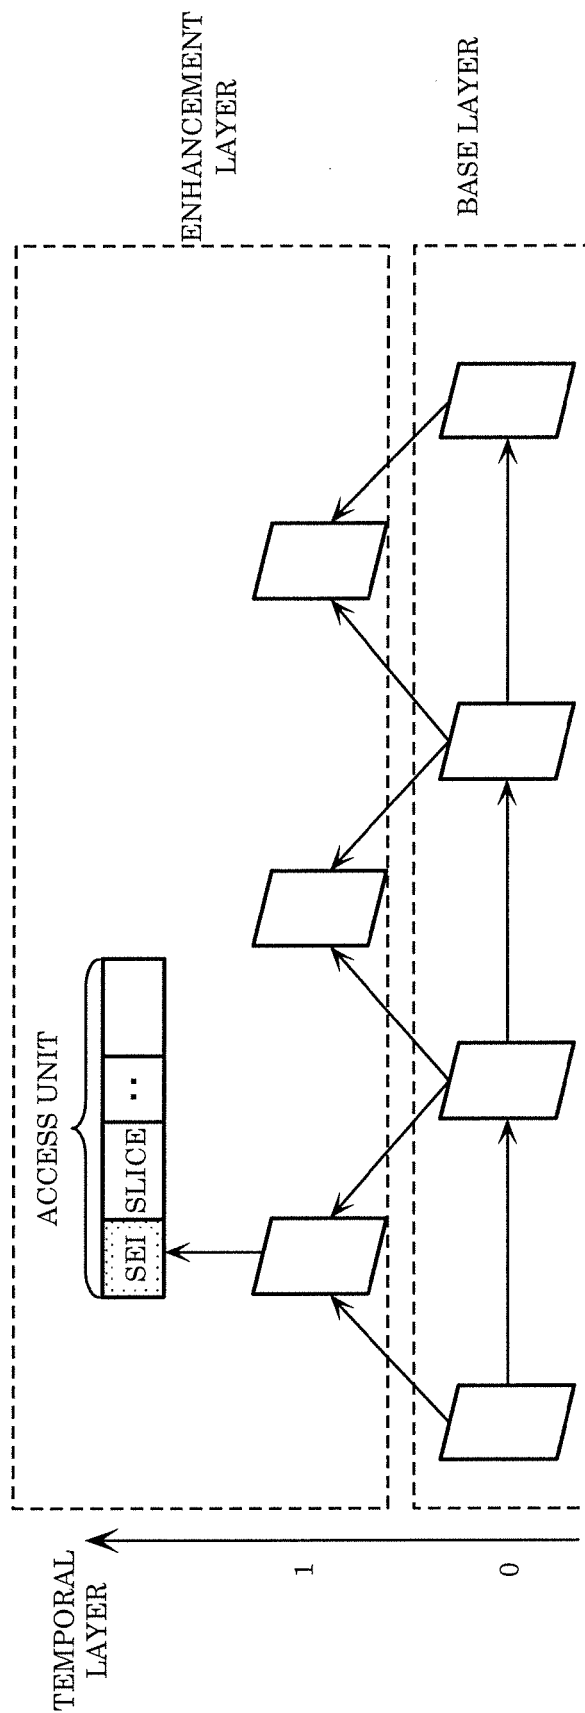 TEMPORAL
LAYER
1
0
ACCESS UNIT
SEI
SLICE
..
ENHANCEMENT
LAYER
BASE LAYER